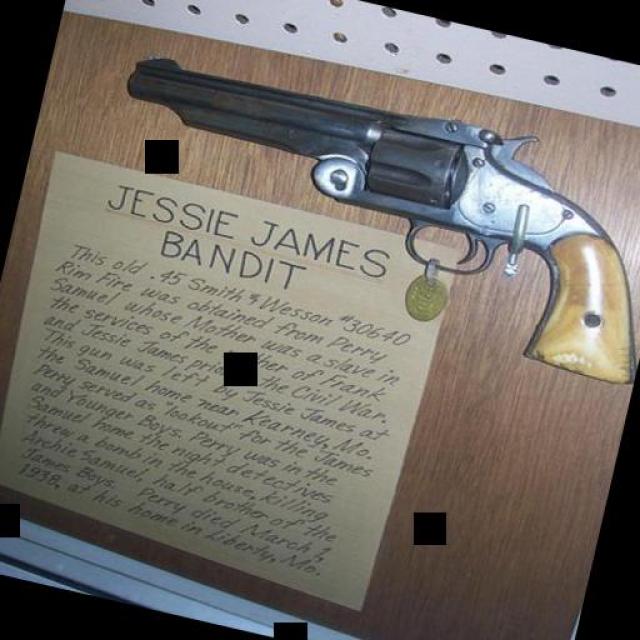 JESSIE JAMES
BANDIT
This old .45 Smith & Wesson #30640
Rim Fire was obtained from Perry
Samuel whose Mother was a slave in
the services of the of Frank
and Jessie James the Civil War.
This gun was left by Jessie James at
the Samuel home near Kearney, Mo.
Perry served as "lookout" for the James
and Younger Boys. Perry was in the
Samuel home the night detectives
threw a bomb in the house, killing
Archie Samuel, half brother of the
James Boys. Perry died March 1,
1938, at his home in Liberty, Mo.